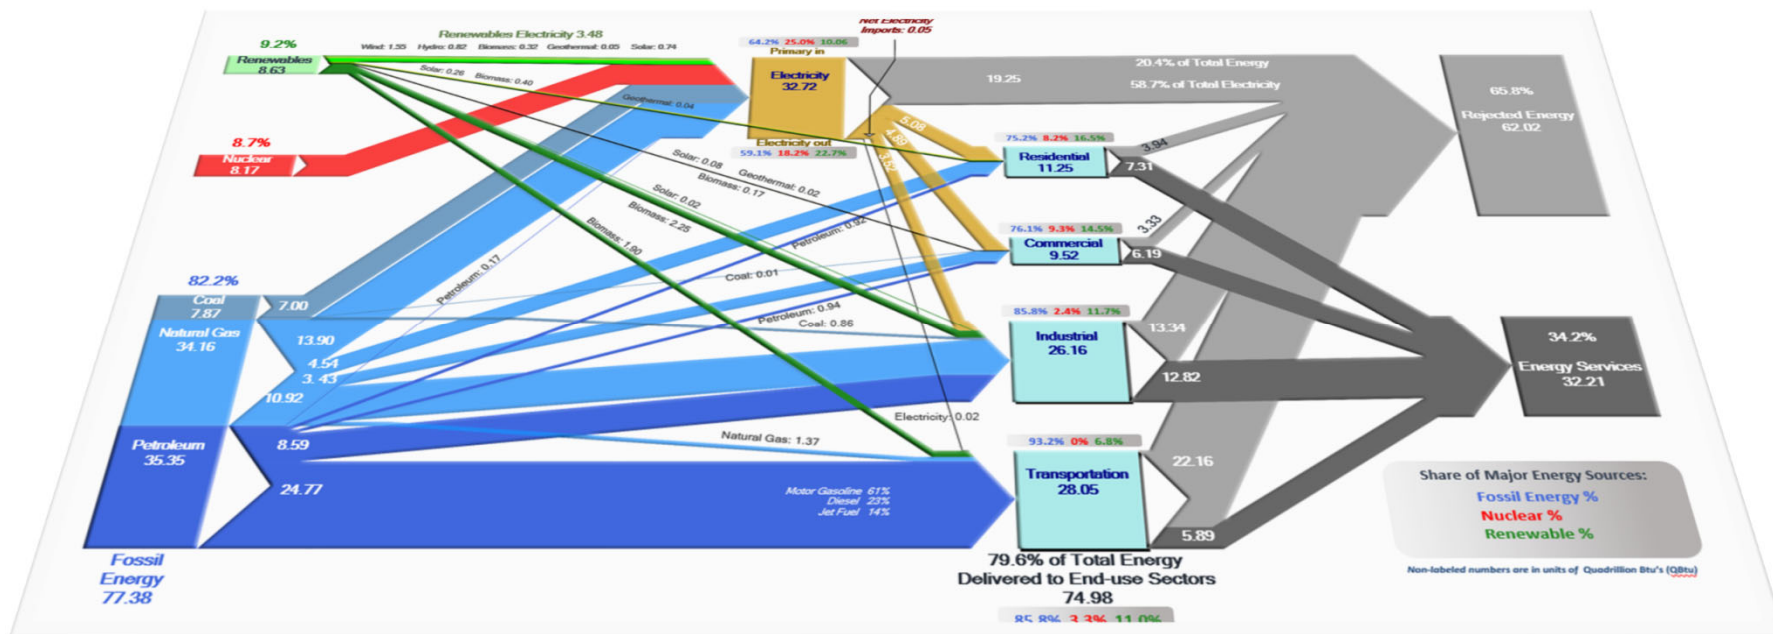 Net Electricity
Imports: 0.05
9.2%
Renewables
8.63
Renewables Electricity 3.48
Wind: 1.55 Hydro: 0.82 Biomass: 0.32 Geothermal: 0.05 Solar: 0.74
Solar: 0.26 Biomass: 0.40
Geothermal: 0.04
64.2% 25.0% 10.06
Primary in
Electricity
32.72
Electricity out
59.1% 18.2% 22.7%
19.25
20.4% of Total Energy
58.7% of Total Electricity
65.8%
Rejected Energy
62.02
8.7%
Nuclear
8.17
5.08
4.89
Solar: 0.08
Geothermal: 0.02
Biomass: 0.17
Solar: 0.02
Biomass: 2.25
Biomass: 1.90
Petroleum: 0.92
Petroleum: 0.17
Coal: 0.01
Petroleum: 0.94
Coal: 0.86
75.2% 8.2% 16.5%
Residential
11.25
3.94
7.31
76.1% 9.3% 14.5%
Commercial
9.52
3.33
6.19
82.2%
Coal
7.87
7.00
Natural Gas
34.16
13.90
4.54
3.43
10.92
85.8% 2.4% 11.7%
Industrial
26.16
13.34
12.82
34.2%
Energy Services
32.21
Petroleum
35.35
8.59
24.77
Natural Gas: 1.37
Electricity: 0.02
Motor Gasoline 61%
Diesel 23%
Jet Fuel 14%
93.2% 0% 6.8%
Transportation
28.05
22.16
5.89
Share of Major Energy Sources:
Fossil Energy %
Nuclear %
Renewable %
Non-labeled numbers are in units of Quadrillion Btu's (QBtu)
Fossil
Energy
77.38
79.6% of Total Energy
Delivered to End-use Sectors
74.98
85.8% 3.3% 11.0%